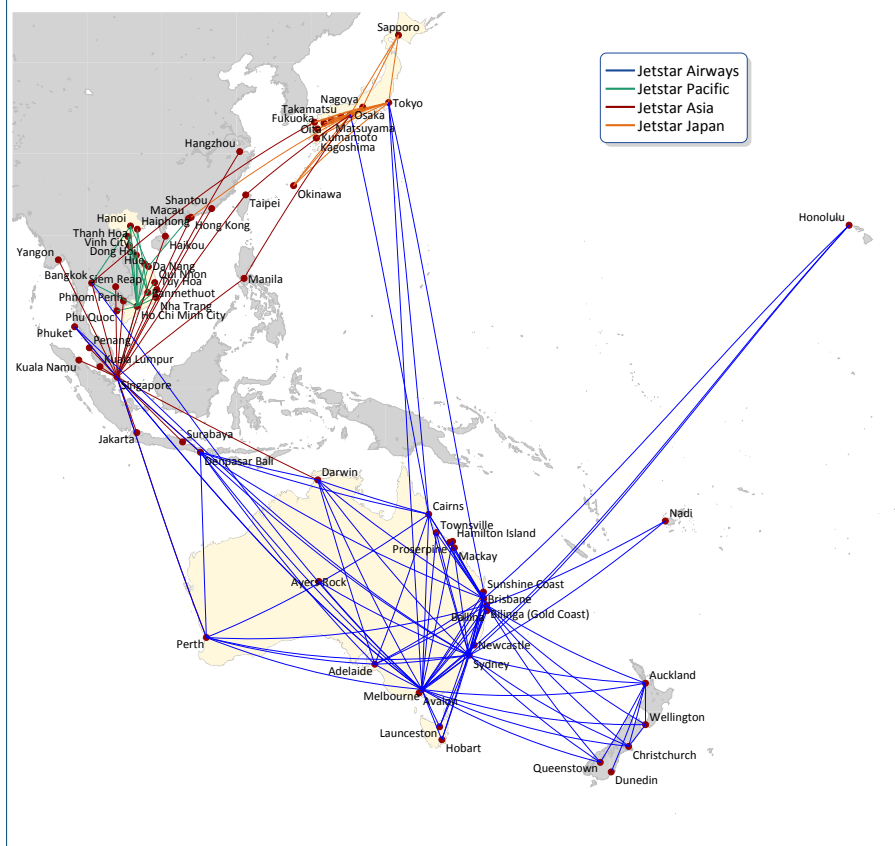 Sapporo
Jetstar Airways
Jetstar Pacific
Jetstar Asia
Jetstar Japan
Nagoya
Tokyo
Takamatsu
Fukuoka
Osaka
Oita
Matsuyama
Kumamoto
Kagoshima
Hangzhou
Okinawa
Shantou
Taipei
Macau
Hong Kong
Hanoi
Haiphong
Honolulu
Thanh Hoa
Vinh City
Haikou
Dong Hoi
Hue
Yangon
Da Nang
Bangkok
Siem Reap
Qui Nhon
Tuy Hoa
Manila
Phnom Penh
Banmethuot
Nha Trang
Phu Quoc
Ho Chi Minh City
Phuket
Penang
Kuala Namu
Kuala Lumpur
Singapore
Jakarta
Surabaya
Denpasar Bali
Darwin
Cairns
Nadi
Townsville
Hamilton Island
Proserpine
Mackay
Ayers Rock
Sunshine Coast
Brisbane
Ballina
Bilinga (Gold Coast)
Perth
Newcastle
Adelaide
Sydney
Auckland
Melbourne
Avalon
Wellington
Launceston
Hobart
Christchurch
Queenstown
Dunedin